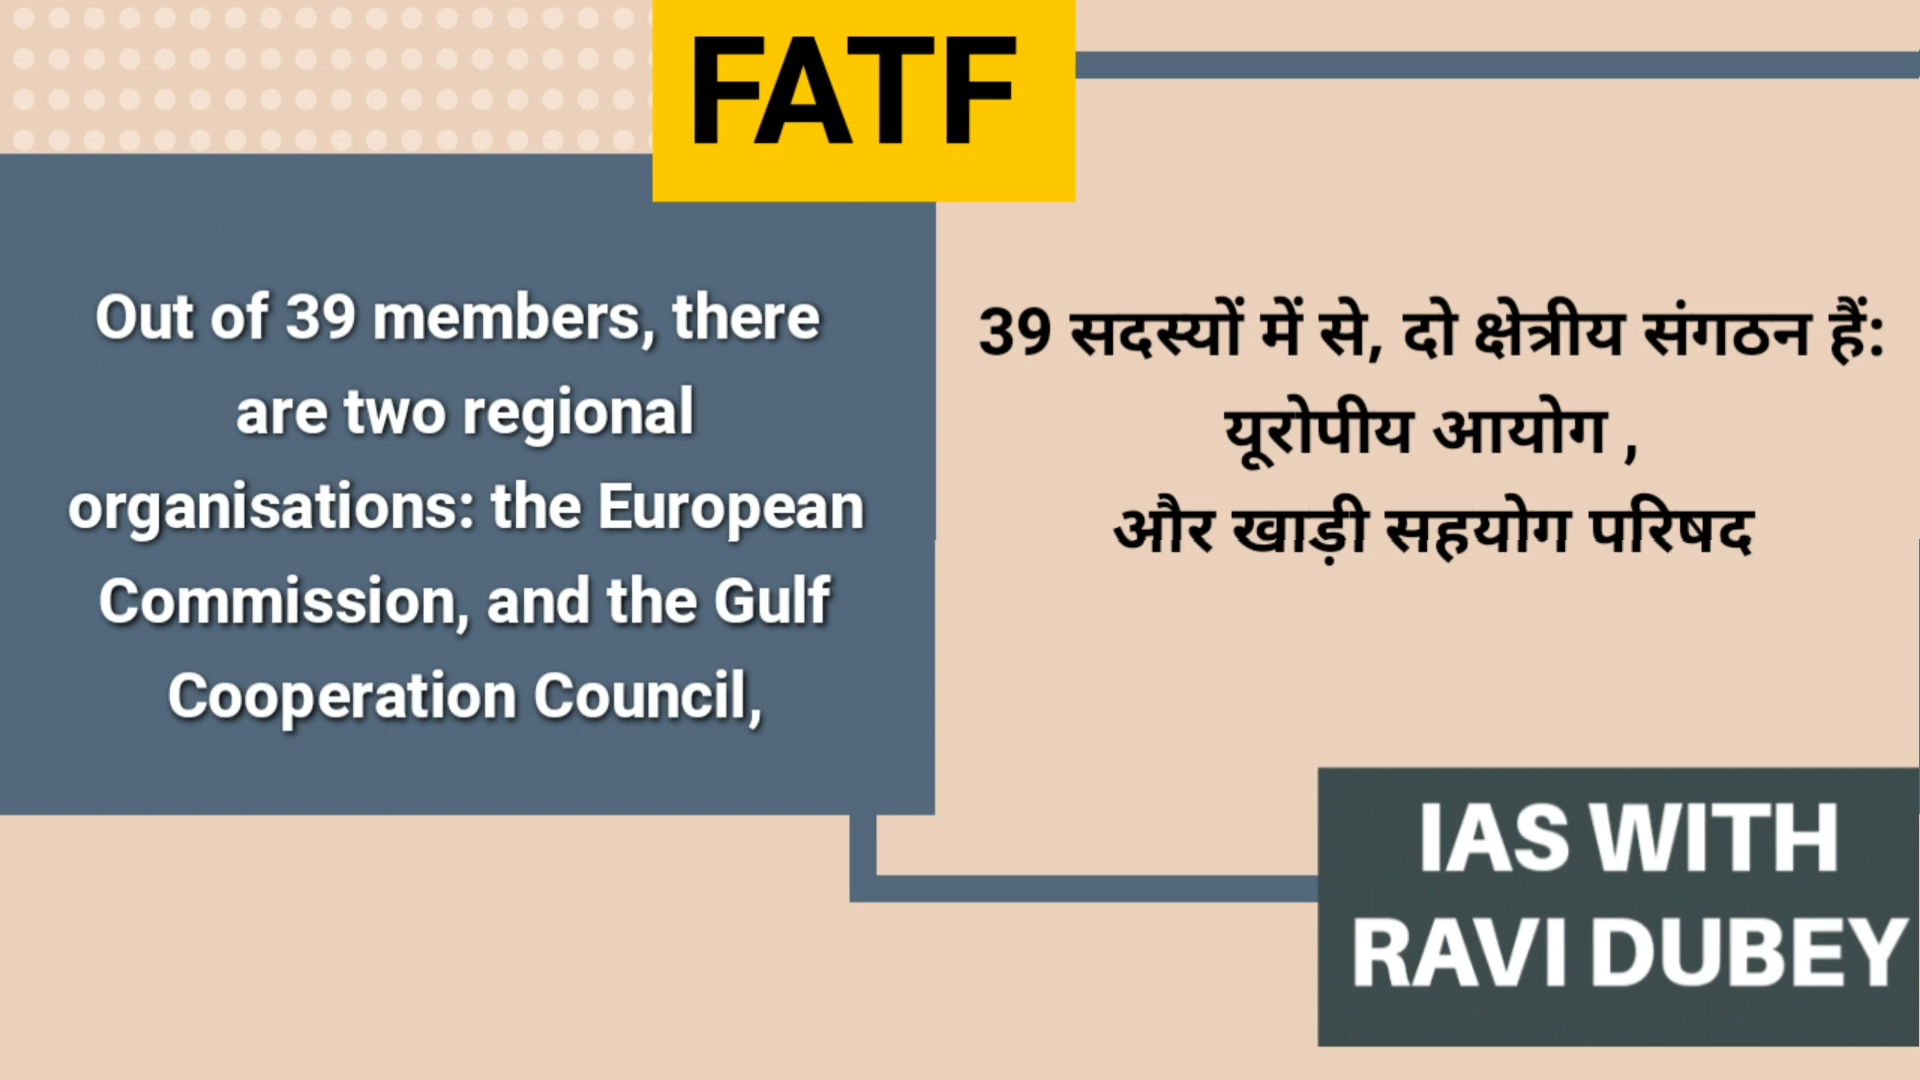 FATF
Out of 39 members, there
are two regional
organisations: the European
Commission, and the Gulf
Cooperation Council,
39 सदस्यों में से, दो क्षेत्रीय संगठन हैं:
यूरोपीय आयोग ,
और खाड़ी सहयोग परिषद
IAS WITH
RAVI DUBEY